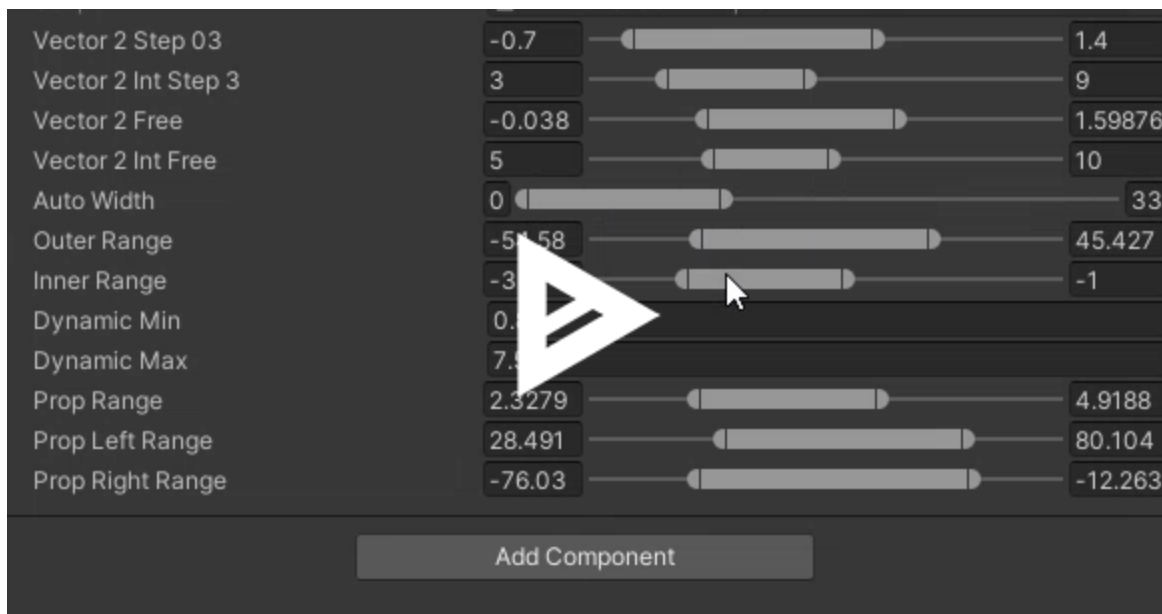 Vector 2 Step 03 -0.7 1.4
Vector 2 Int Step 3 3 9
Vector 2 Free -0.038 1.59876
Vector 2 Int Free 5 10
Auto Width 0 33
Outer Range 45.427
Inner Range -1
Dynamic Min
Dynamic Max
Prop Range 2.3279 4.9188
Prop Left Range 28.491 80.104
Prop Right Range -76.03 -12.263
Add Component